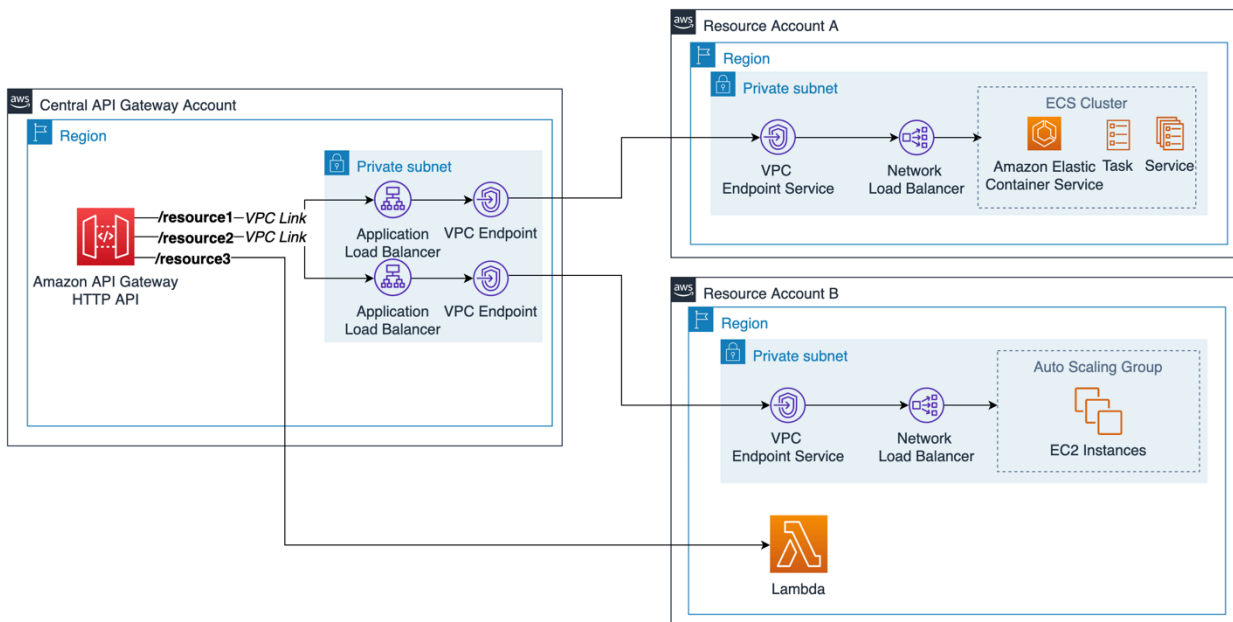 aws
Central API Gateway Account
Region
Private subnet
/resource1
VPC Link
/resource2
VPC Link
/resource3
Amazon API Gateway
HTTP API
Application
Load Balancer
VPC Endpoint
Application
Load Balancer
VPC Endpoint
aws
Resource Account A
Region
Private subnet
VPC
Endpoint Service
Network
Load Balancer
ECS Cluster
Amazon Elastic
Container Service
Task
Service
aws
Resource Account B
Region
Private subnet
VPC
Endpoint Service
Network
Load Balancer
Auto Scaling Group
EC2 Instances
Lambda